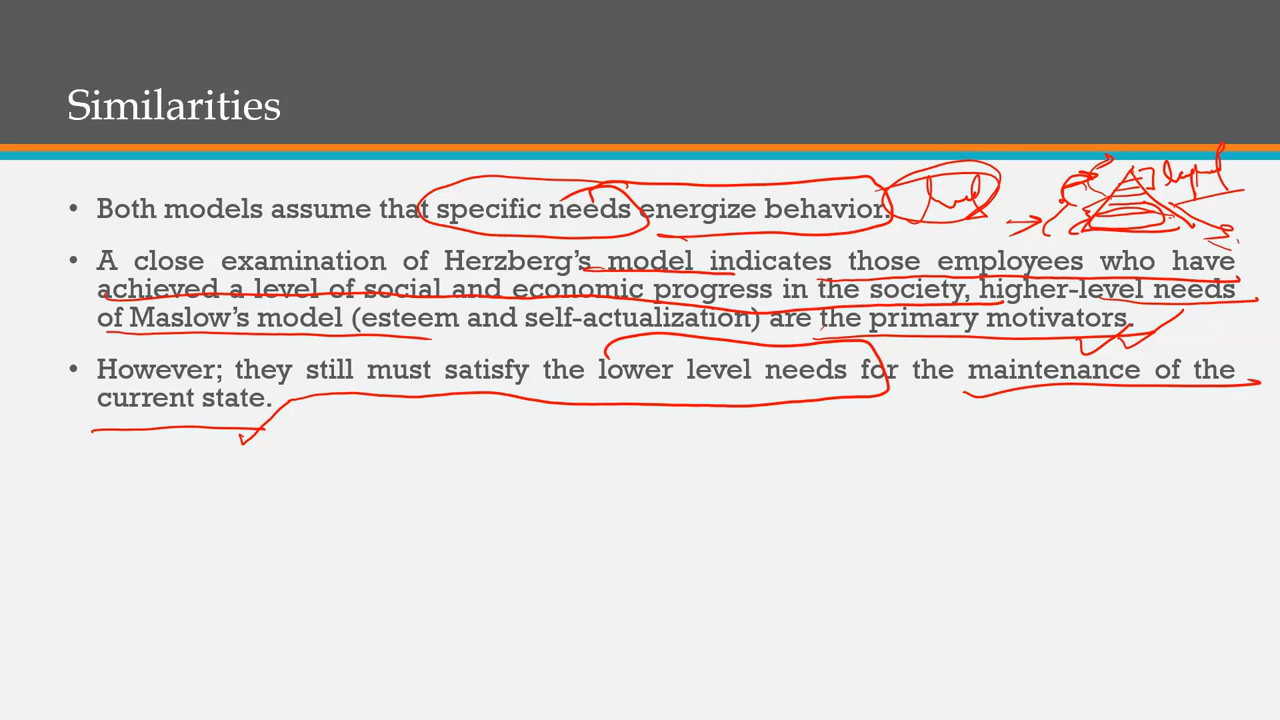 Similarities
• Both models assume that specific needs energize behavior.
• A close examination of Herzberg's model indicates those employees who have
achieved a level of social and economic progress in the society, higher-level needs
of Maslow's model (esteem and self-actualization) are the primary motivators.
• However; they still must satisfy the lower level needs for the maintenance of the
current state.